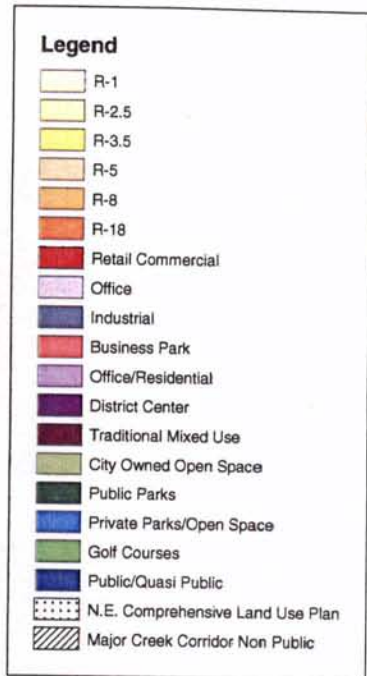 Legend
R-1
R-2.5
R-3.5
R-5
R-8
R-18
Retail Commercial
Office
Industrial
Business Park
Office/Residential
District Center
Traditional Mixed Use
City Owned Open Space
Public Parks
Private Parks/Open Space
Golf Courses
Public/Quasi Public
N.E. Comprehensive Land Use Plan
Major Creek Corridor Non Public